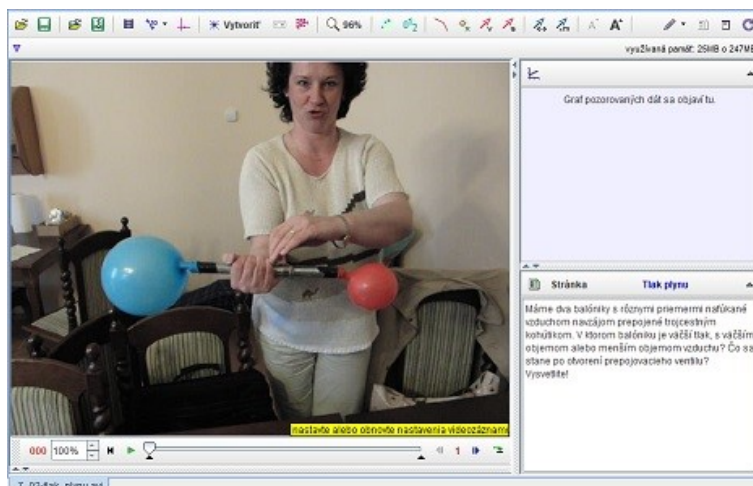 Vytvoriť
96%
využívaná pamäť: 25MB o 247MB
Graf pozorovaných dát sa objaví tu.
Stránka Tlak plynu
Máme dva balóniky s rôznymi priemermi nafúkané
vzduchom navzájom prepojené trojcestným
kohútikom. V ktorom balóniku je väčší tlak, s väčším
objemom alebo menším objemom vzduchu? Čo sa
stane po otvorení prepojovacieho ventilu?
Vysvetlite!
nastavte alebo obnovte nastavenia videozáznamu
000 100% 1